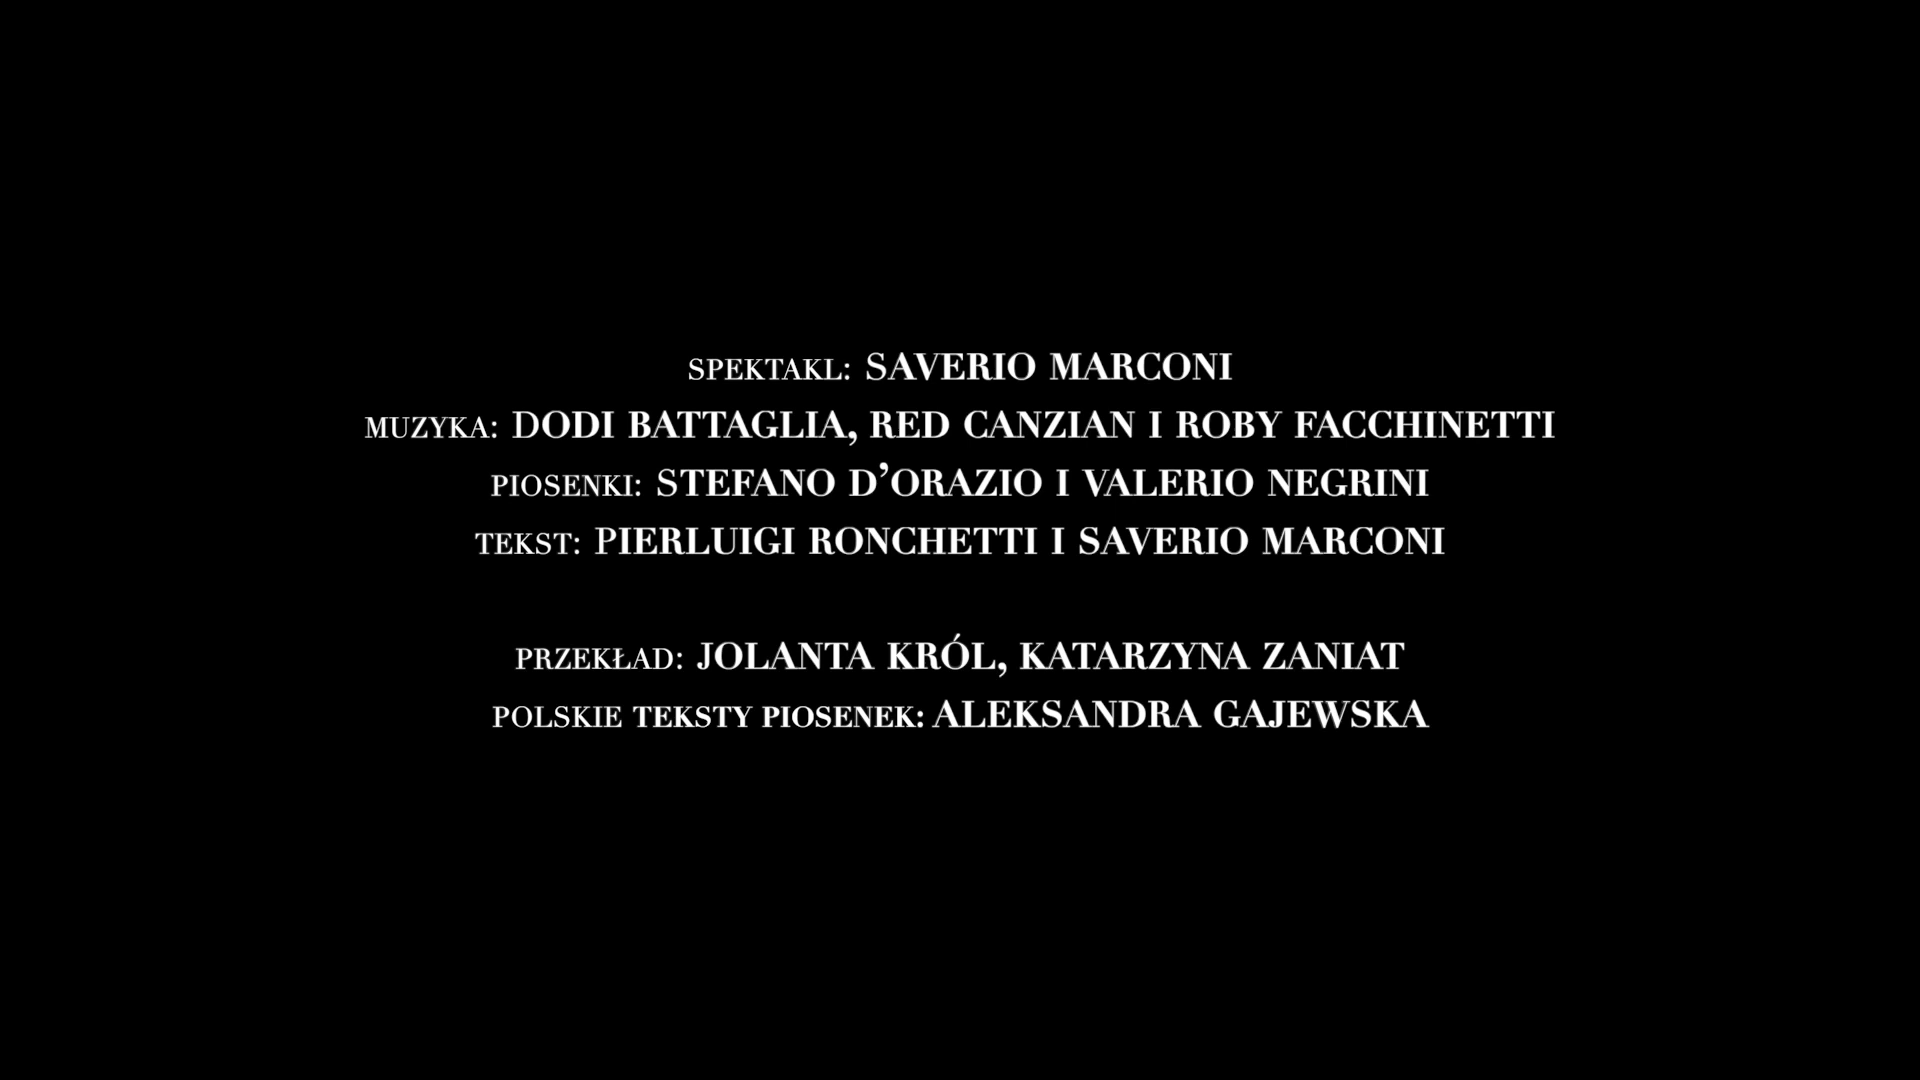 SPEKTAKL: SAVERIO MARCONI
MUZYKA: DODI BATTAGLIA, RED CANZIAN I ROBY FACCHINETTI
PIOSENKI: STEFANO D’ORAZIO I VALERIO NEGRINI
TEKST: PIERLUIGI RONCHETTI I SAVERIO MARCONI
PRZEKŁAD: JOLANTA KRÓL, KATARZYNA ZANIAT
POLSKIE TEKSTY PIOSENEK: ALEKSANDRA GAJEWSKA